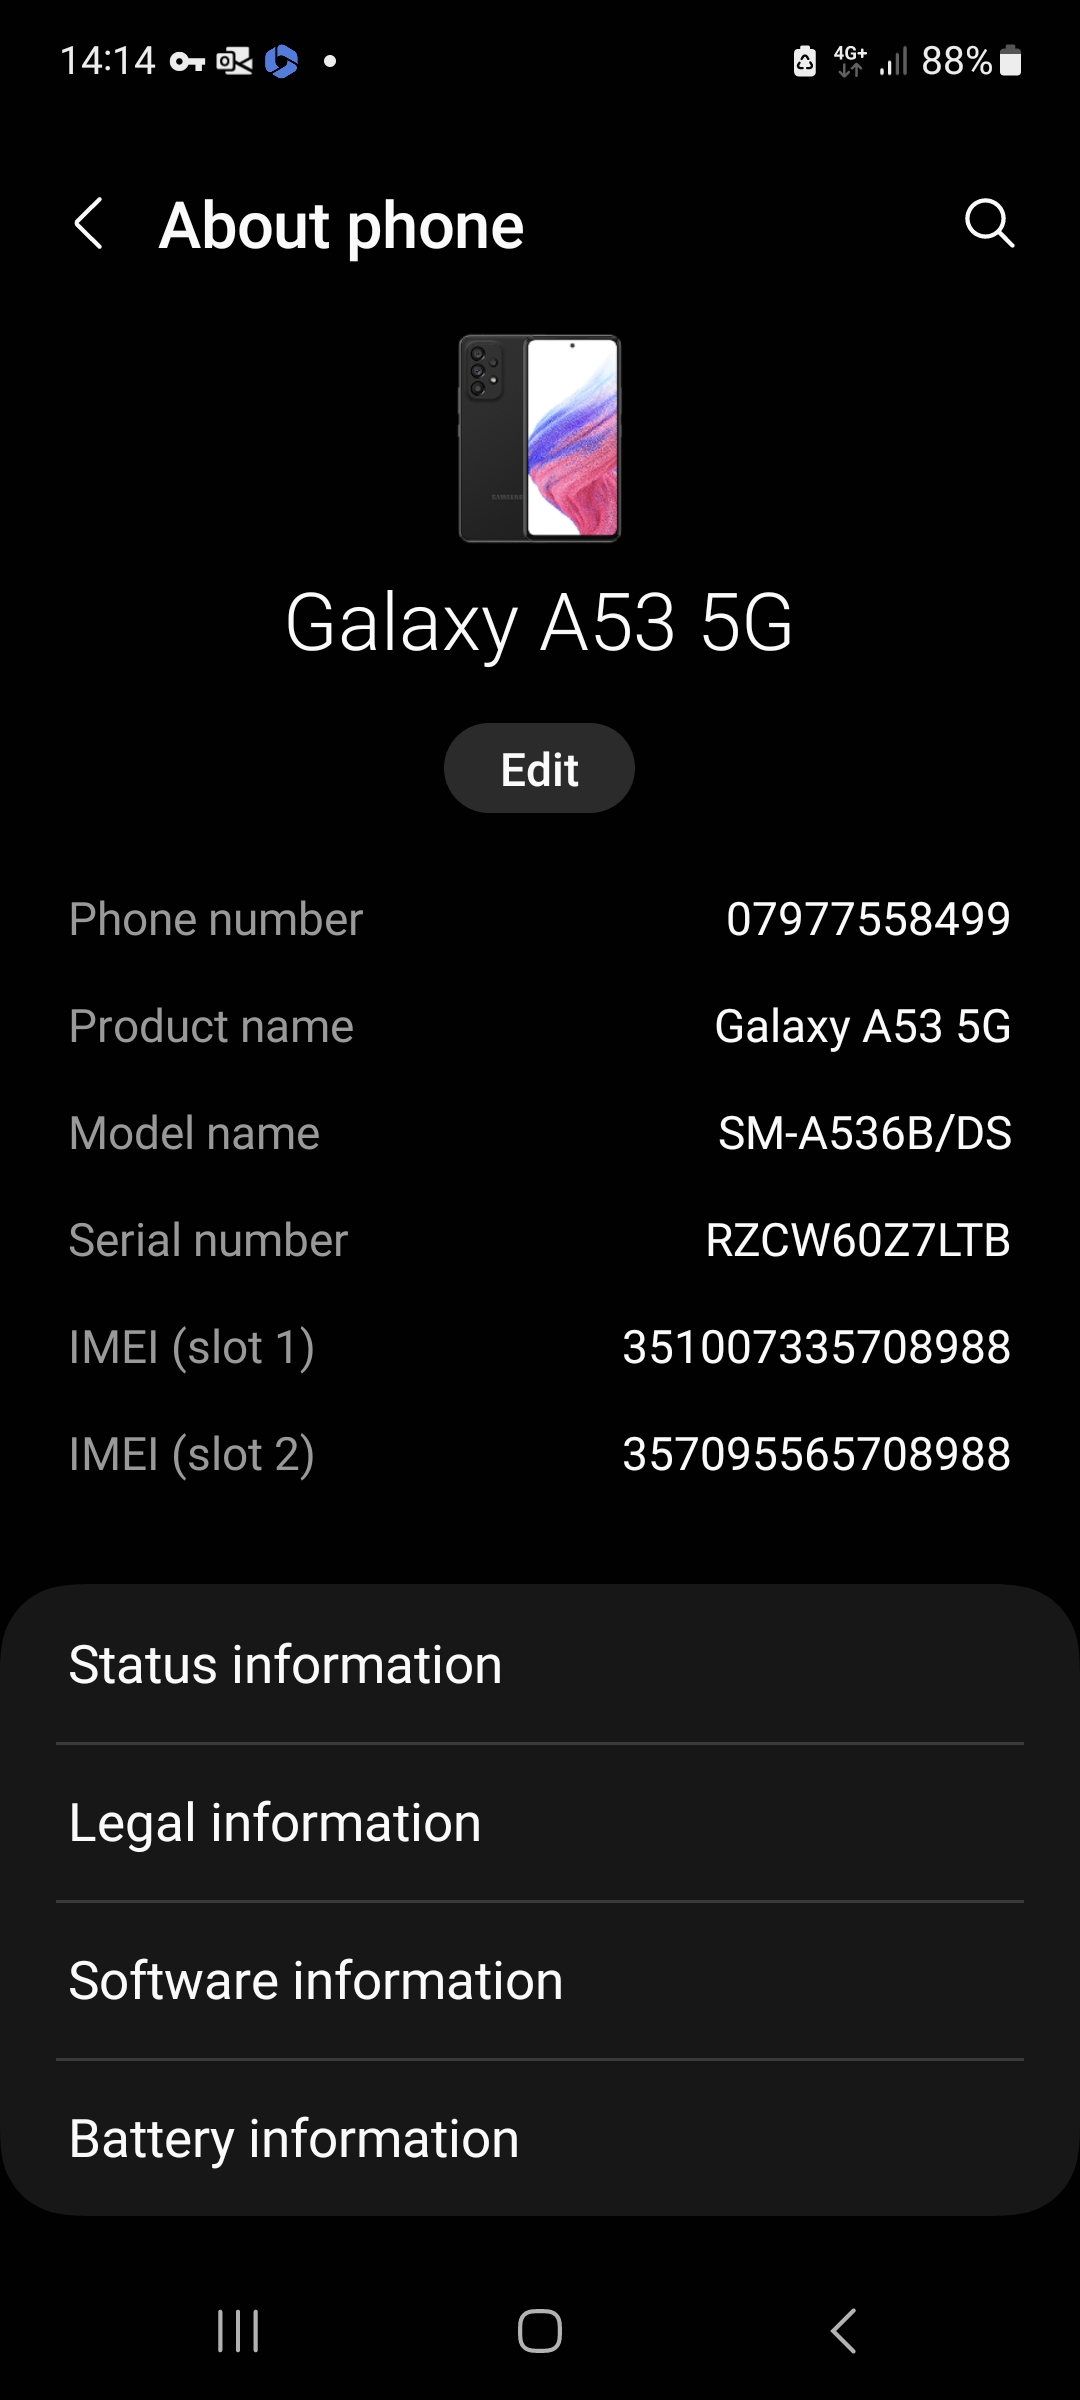 14:14 4G+ 88%
About phone
SAMSUNG
Galaxy A53 5G
Edit
Phone number 07977558499
Product name Galaxy A53 5G
Model name SM-A536B/DS
Serial number RZCW60Z7LTB
IMEI (slot 1) 351007335708988
IMEI (slot 2) 357095565708988
Status information
Legal information
Software information
Battery information